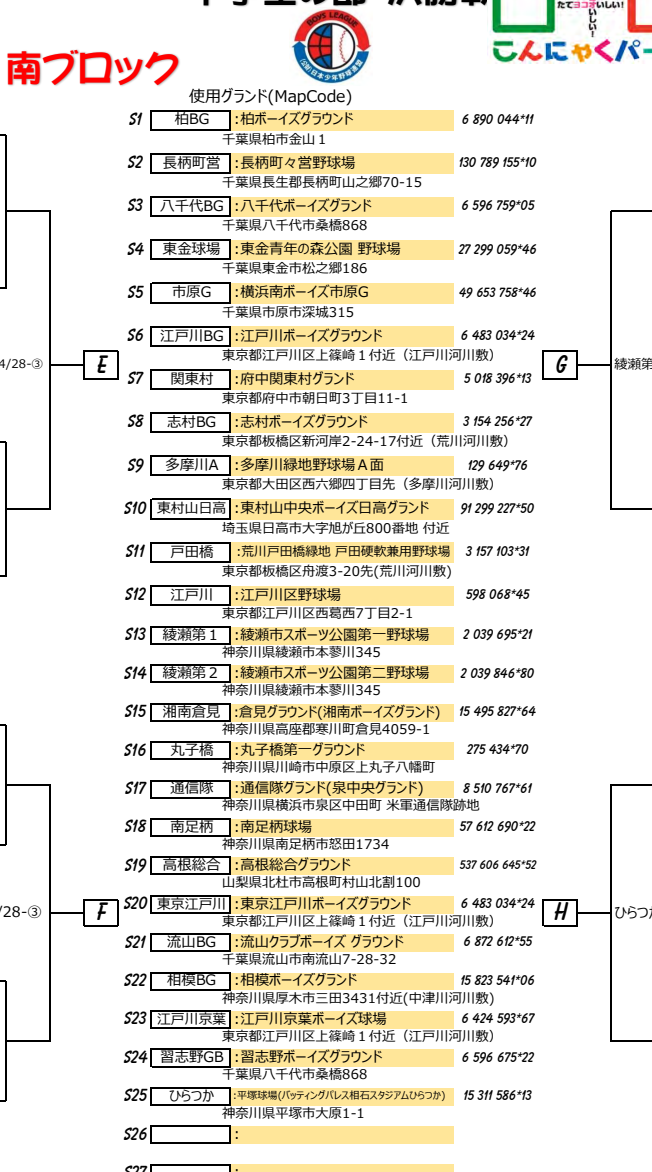 たてヨコオいしい!
いしい!
BOYS LEAGUE
(公財)日本少年野球連盟
南ブロック
こんにゃくパー
使用グランド(MapCode)
S1 柏BG :柏ボーイズグラウンド 6 890 044*11
千葉県柏市金山1
S2 長柄町営 :長柄町々営野球場 130 789 155*10
千葉県長生郡長柄町山之郷70-15
S3 八千代BG :八千代ボーイズグランド 6 596 759*05
千葉県八千代市桑橋868
S4 東金球場 :東金青年の森公園 野球場 27 299 059*46
千葉県東金市松之郷186
S5 市原G :横浜南ボーイズ市原G 49 653 758*46
千葉県市原市深城315
S6 江戸川BG :江戸川ボーイズグラウンド 6 483 034*24
東京都江戸川区上篠崎1付近(江戸川河川敷)
4/28-③ E G 綾瀬第
S7 関東村 :府中関東村グランド 5 018 396*13
東京都府中市朝日町3丁目11-1
S8 志村BG :志村ボーイズグラウンド 3 154 256*27
東京都板橋区新河岸2-24-17付近(荒川河川敷)
S9 多摩川A :多摩川緑地野球場A面 129 649*76
東京都大田区西六郷四丁目先(多摩川河川敷)
S10 東村山日高 :東村山中央ボーイズ日高グランド 91 299 227*50
埼玉県日高市大字旭が丘800番地 付近
S11 戸田橋 :荒川戸田橋緑地 戸田硬軟兼用野球場 3 157 103*31
東京都板橋区舟渡3-20先(荒川河川敷)
S12 江戸川 :江戸川区野球場 598 068*45
東京都江戸川区西葛西7丁目2-1
S13 綾瀬第1 :綾瀬市スポーツ公園第一野球場 2 039 695*21
神奈川県綾瀬市本蓼川345
S14 綾瀬第2 :綾瀬市スポーツ公園第二野球場 2 039 846*80
神奈川県綾瀬市本蓼川345
S15 湘南倉見 :倉見グラウンド(湘南ボーイズグランド) 15 495 827*64
神奈川県高座郡寒川町倉見4059-1
S16 丸子橋 :丸子橋第一グラウンド 275 434*70
神奈川県川崎市中原区上丸子八幡町
S17 通信隊 :通信隊グランド(泉中央グランド) 8 510 767*61
神奈川県横浜市泉区中田町 米軍通信隊跡地
S18 南足柄 :南足柄球場 57 612 690*22
神奈川県南足柄市怒田1734
S19 高根総合 :高根総合グラウンド 537 606 645*52
山梨県北杜市高根町村山北割100
S20 東京江戸川 :東京江戸川ボーイズグラウンド 6 483 034*24
東京都江戸川区上篠崎1付近(江戸川河川敷)
/28-③ F H ひらつか
S21 流山BG :流山クラブボーイズ グラウンド 6 872 612*55
千葉県流山市南流山7-28-32
S22 相模BG :相模ボーイズグランド 15 823 541*06
神奈川県厚木市三田3431付近(中津川河川敷)
S23 江戸川京葉 :江戸川京葉ボーイズ球場 6 424 593*67
東京都江戸川区上篠崎1付近(江戸川河川敷)
S24 習志野GB :習志野ボーイズグラウンド 6 596 675*22
千葉県八千代市桑橋868
S25 ひらつか :平塚球場(バッティングパレス相石スタジアムひらつか) 15 311 586*13
神奈川県平塚市大原1-1
S26 :
S27 :